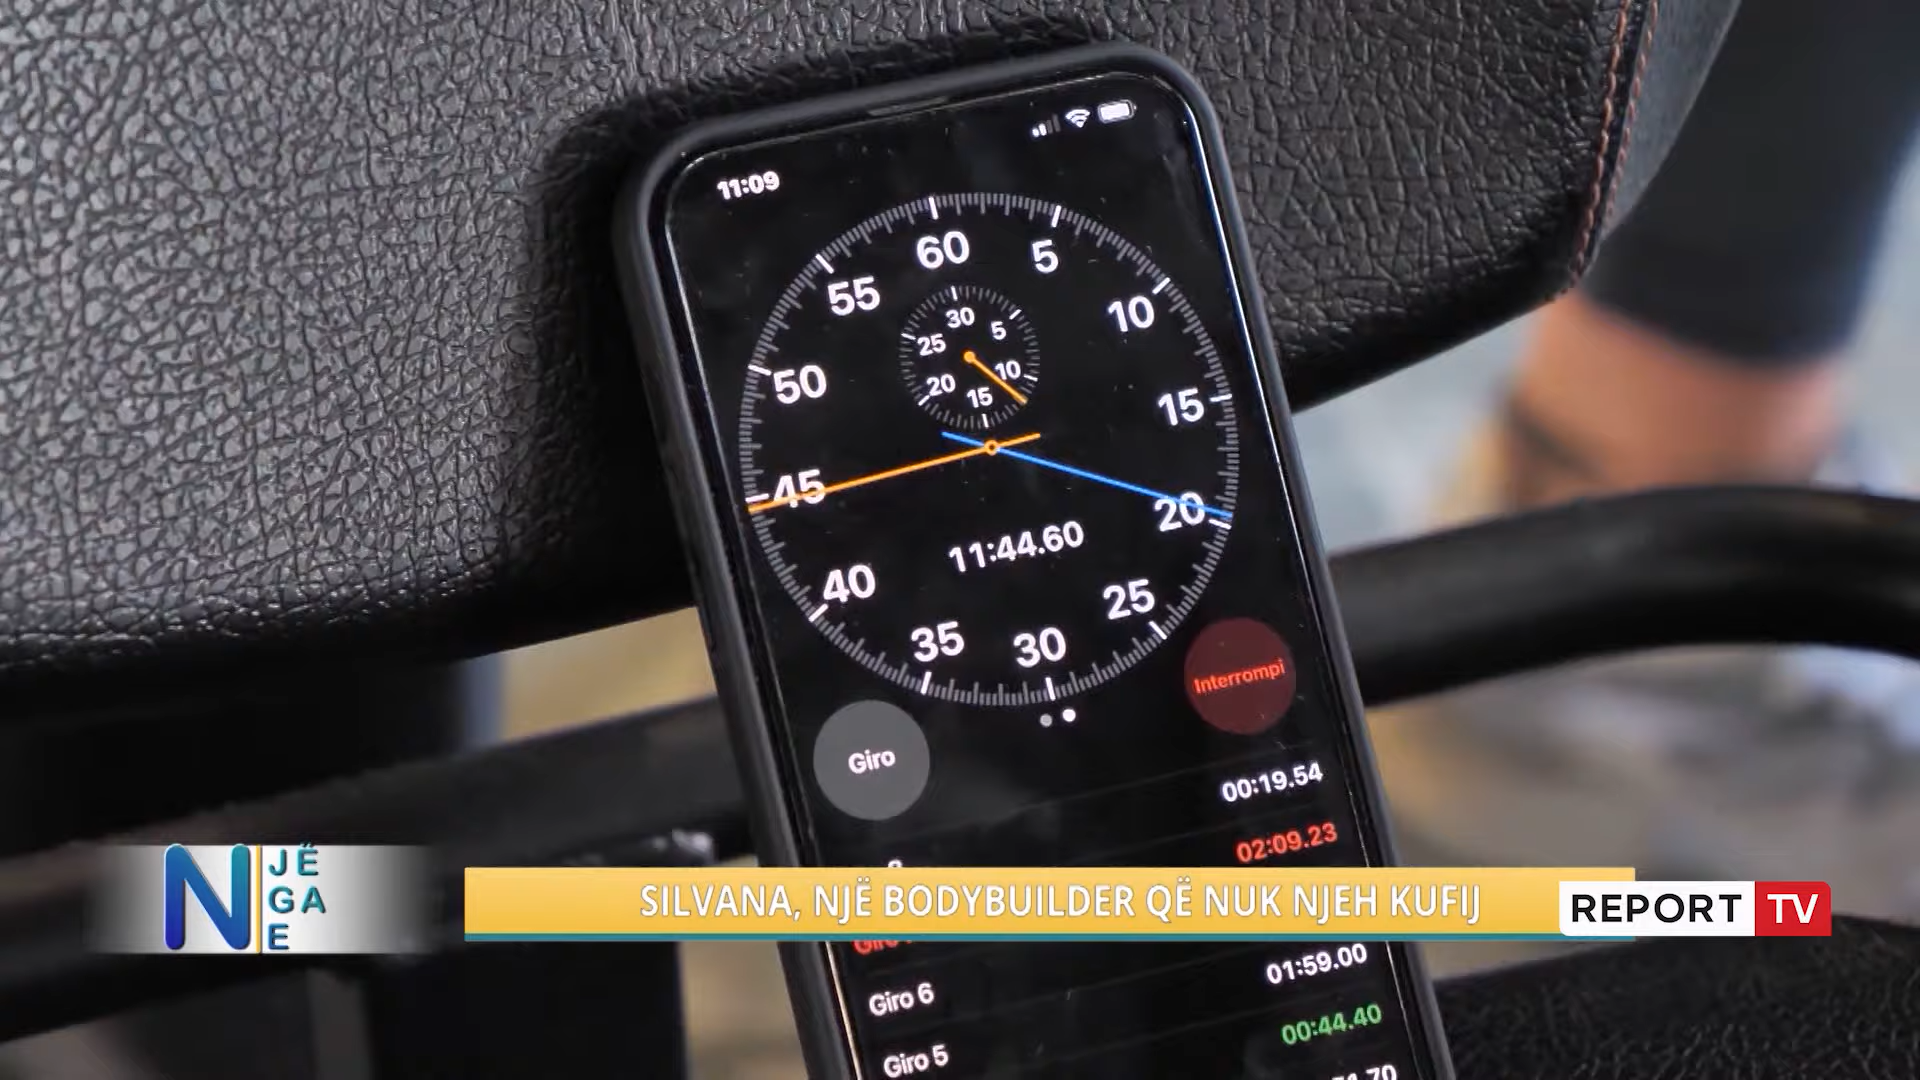 11:09
60
5
55
10
50
15
45
20
40
25
35
30
30
5
25
10
20
15
11:44.60
Interrompi
Giro
00:19.54
02:09.23
NJË
GA
E
SILVANA, NJË BODYBUILDER QË NUK NJEH KUFIJ
REPORT TV
Giro 6 01:59.00
Giro 5 00:44.40